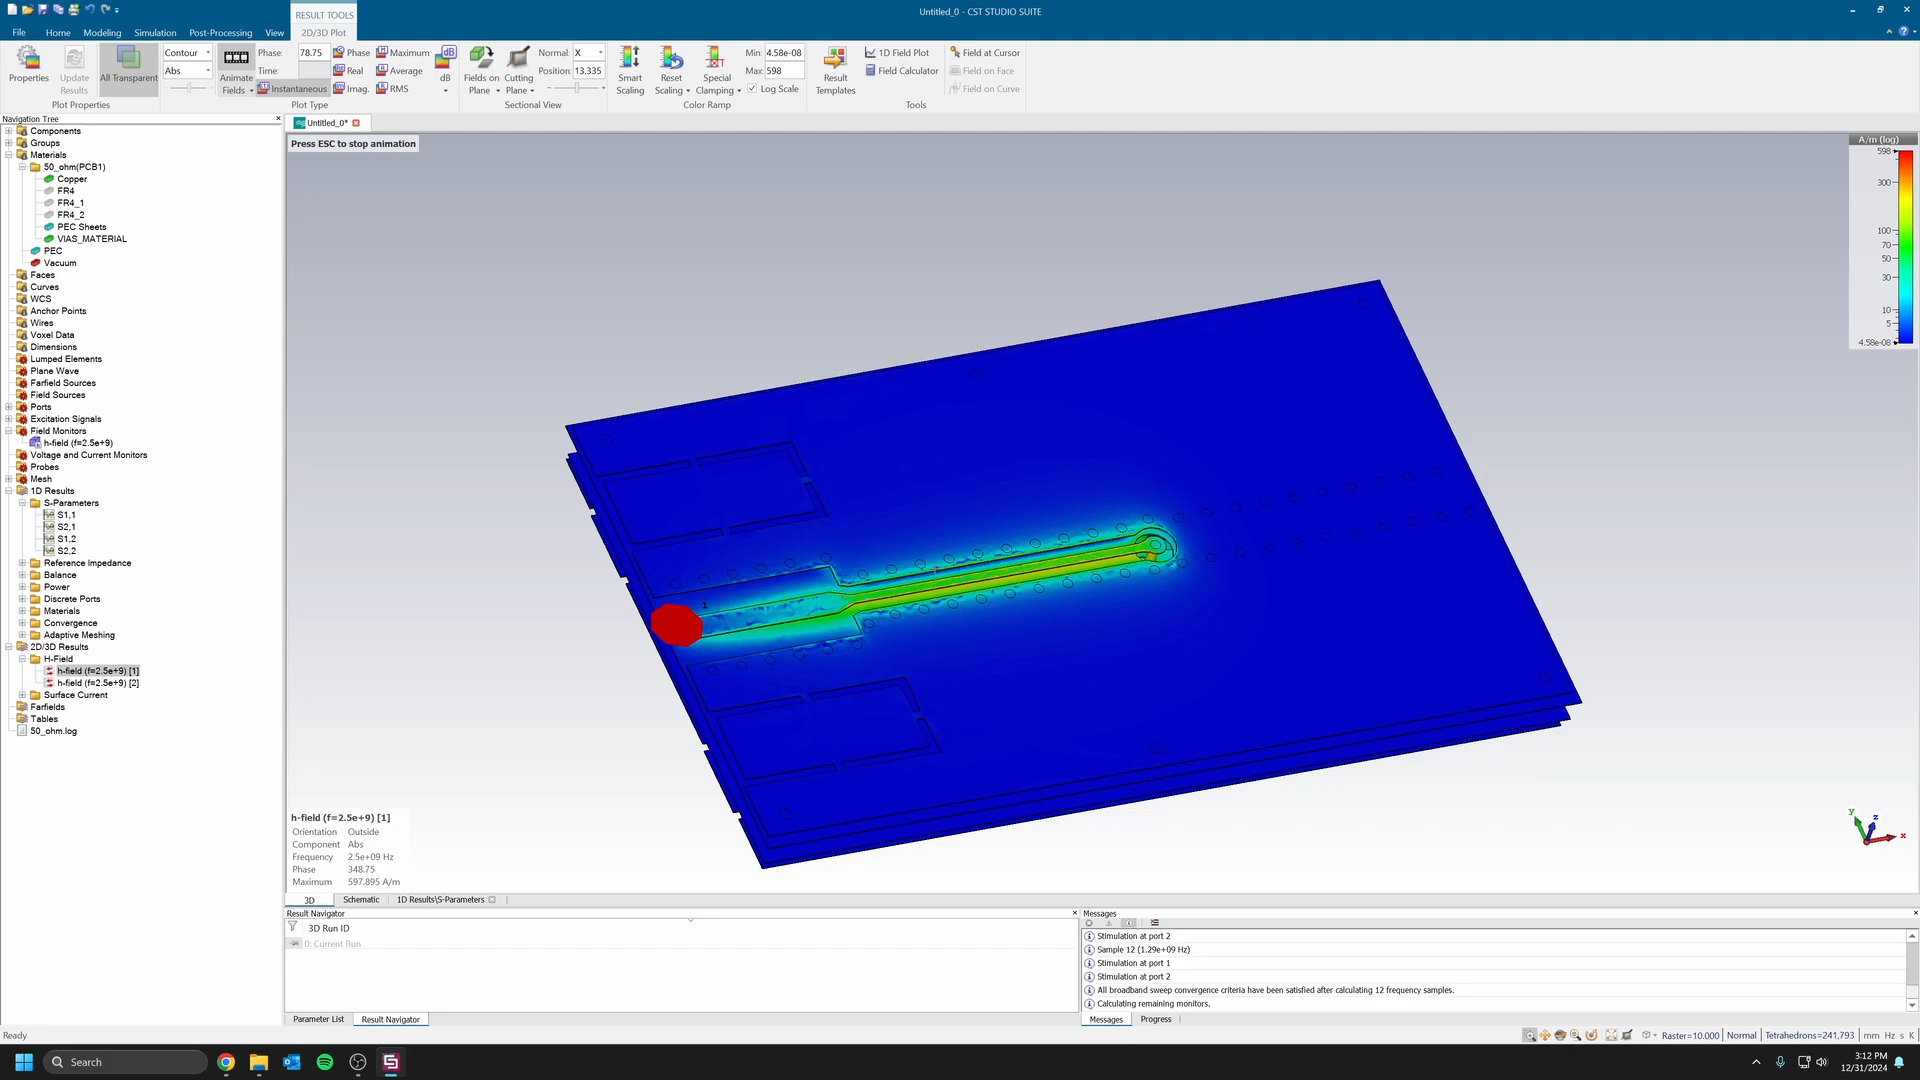 RESULT TOOLS
Untitled_0 - CST STUDIO SUITE
File Home Modeling Simulation Post-Processing View 2D/3D Plot
Properties
Update Results
All Transparent
Contour
Abs
Plot Properties
Animate Fields
Phase: 78.75
Time:
Instantaneous
Phase
Real
Imag.
Maximum
Average
RMS
dB
Plot Type
Fields on Plane
Cutting Plane
Normal: X
Position: 13.335
Sectional View
Smart Scaling
Reset Scaling
Special Clamping
Min: 4.58e-08
Max: 598
Log Scale
Color Ramp
Result Templates
1D Field Plot
Field Calculator
Field at Cursor
Field on Face
Field on Curve
Tools
Navigation Tree
Components
Groups
Materials
50_ohm(PCB1)
Copper
FR4
FR4_1
FR4_2
PEC Sheets
VIAS_MATERIAL
PEC
Vacuum
Faces
Curves
WCS
Anchor Points
Wires
Voxel Data
Dimensions
Lumped Elements
Plane Wave
Farfield Sources
Field Sources
Ports
Excitation Signals
Field Monitors
h-field (f=2.5e+9)
Voltage and Current Monitors
Probes
Mesh
1D Results
S-Parameters
S1,1
S2,1
S1,2
S2,2
Reference Impedance
Balance
Power
Discrete Ports
Materials
Convergence
Adaptive Meshing
2D/3D Results
H-Field
h-field (f=2.5e+9) [1]
h-field (f=2.5e+9) [2]
Surface Current
Farfields
Tables
50_ohm.log
Untitled_0*
Press ESC to stop animation
A/m (log)
598
300
100
70
50
30
10
5
4.58e-08
1
y
z
x
h-field (f=2.5e+9) [1]
Orientation Outside
Component Abs
Frequency 2.5e+09 Hz
Phase 348.75
Maximum 597.895 A/m
3D Schematic 1D Results\S-Parameters
Result Navigator
3D Run ID
0: Current Run
Parameter List Result Navigator
Messages
Stimulation at port 2
Sample 12 (1.29e+09 Hz)
Stimulation at port 1
Stimulation at port 2
All broadband sweep convergence criteria have been satisfied after calculating 12 frequency samples.
Calculating remaining monitors.
Messages Progress
Ready
Raster=10.000 Normal Tetrahedrons=241,793 mm Hz s K
Search
3:12 PM
12/31/2024